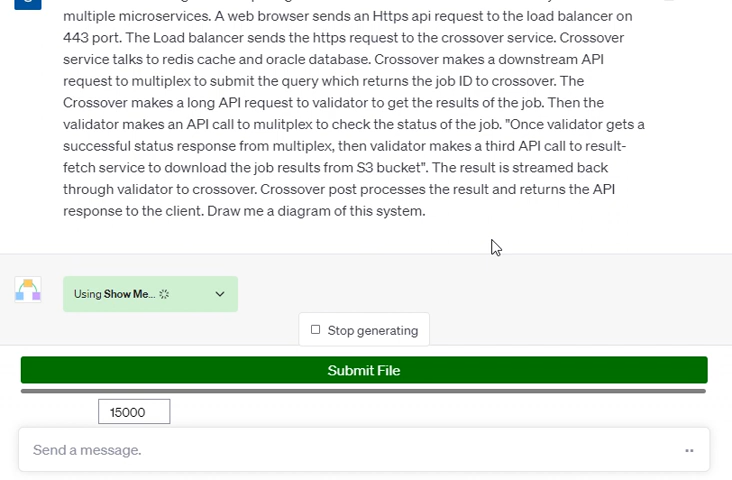 multiple microservices. A web browser sends an Https api request to the load balancer on
443 port. The Load balancer sends the https request to the crossover service. Crossover
service talks to redis cache and oracle database. Crossover makes a downstream API
request to multiplex to submit the query which returns the job ID to crossover. The
Crossover makes a long API request to validator to get the results of the job. Then the
validator makes an API call to mulitplex to check the status of the job. "Once validator gets a
successful status response from multiplex, then validator makes a third API call to result-
fetch service to download the job results from S3 bucket". The result is streamed back
through validator to crossover. Crossover post processes the result and returns the API
response to the client. Draw me a diagram of this system.
Using Show Me...
Stop generating
Submit File
15000
Send a message.